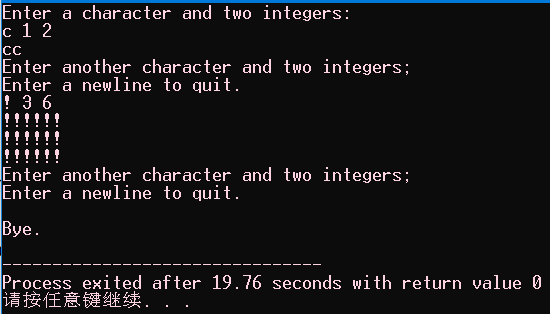 Enter a character and two integers:
c 1 2
cc
Enter another character and two integers;
Enter a newline to quit.
! 3 6
!!!!!!
!!!!!!
!!!!!!
Enter another character and two integers;
Enter a newline to quit.
Bye.
--------------------------------
Process exited after 19.76 seconds with return value 0
请按任意键继续. . .